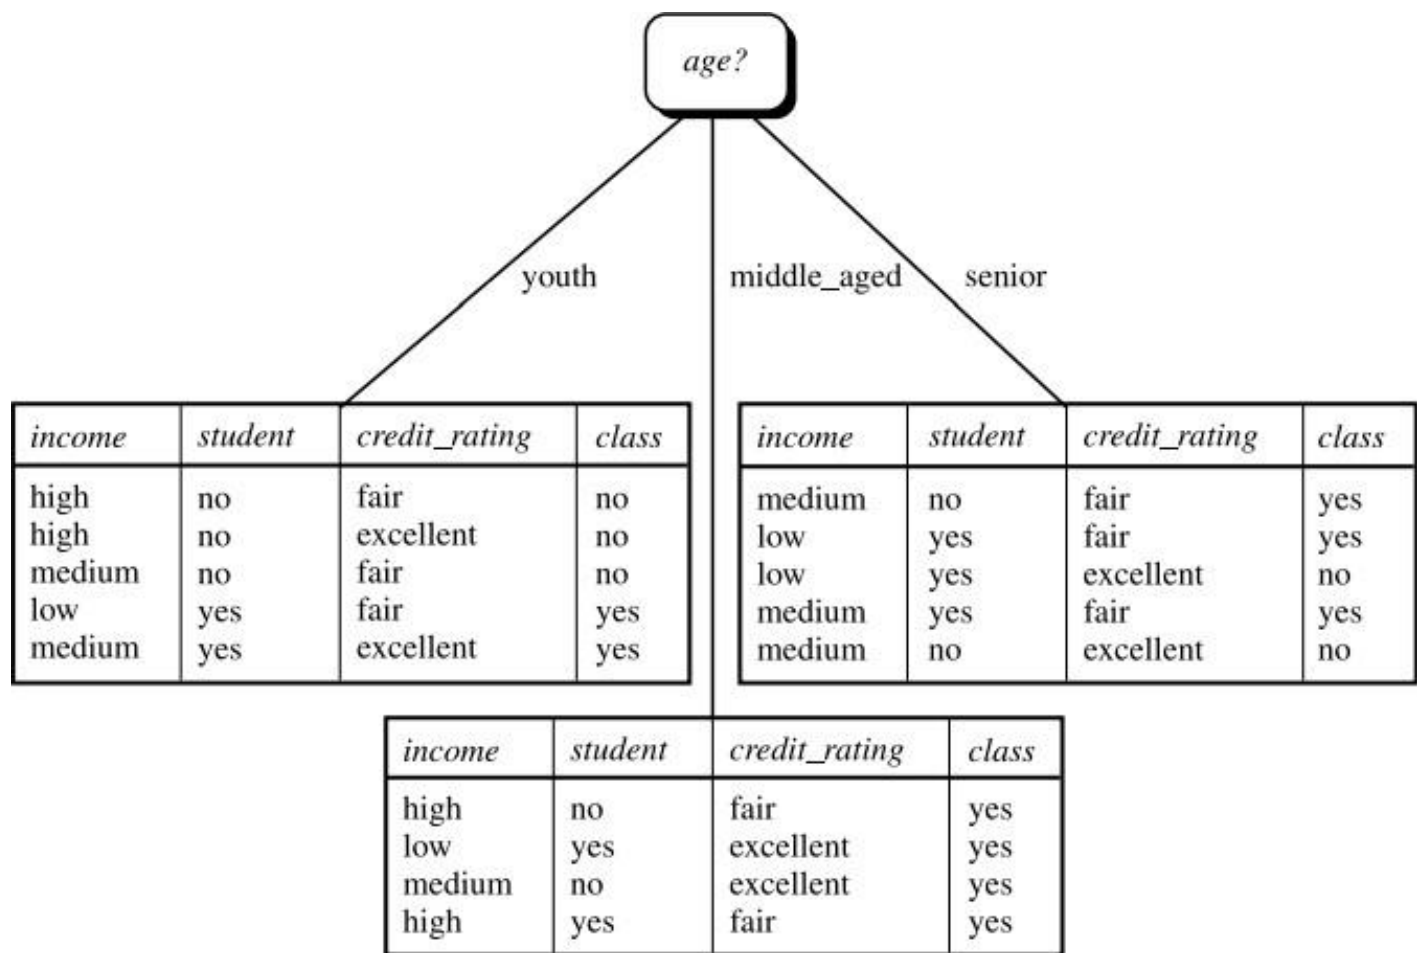 age?
youth
middle_aged
senior
income student credit_rating class
high no fair no
high no excellent no
medium no fair no
low yes fair yes
medium yes excellent yes
income student credit_rating class
medium no fair yes
low yes fair yes
low yes excellent no
medium yes fair yes
medium no excellent no
income student credit_rating class
high no fair yes
low yes excellent yes
medium no excellent yes
high yes fair yes